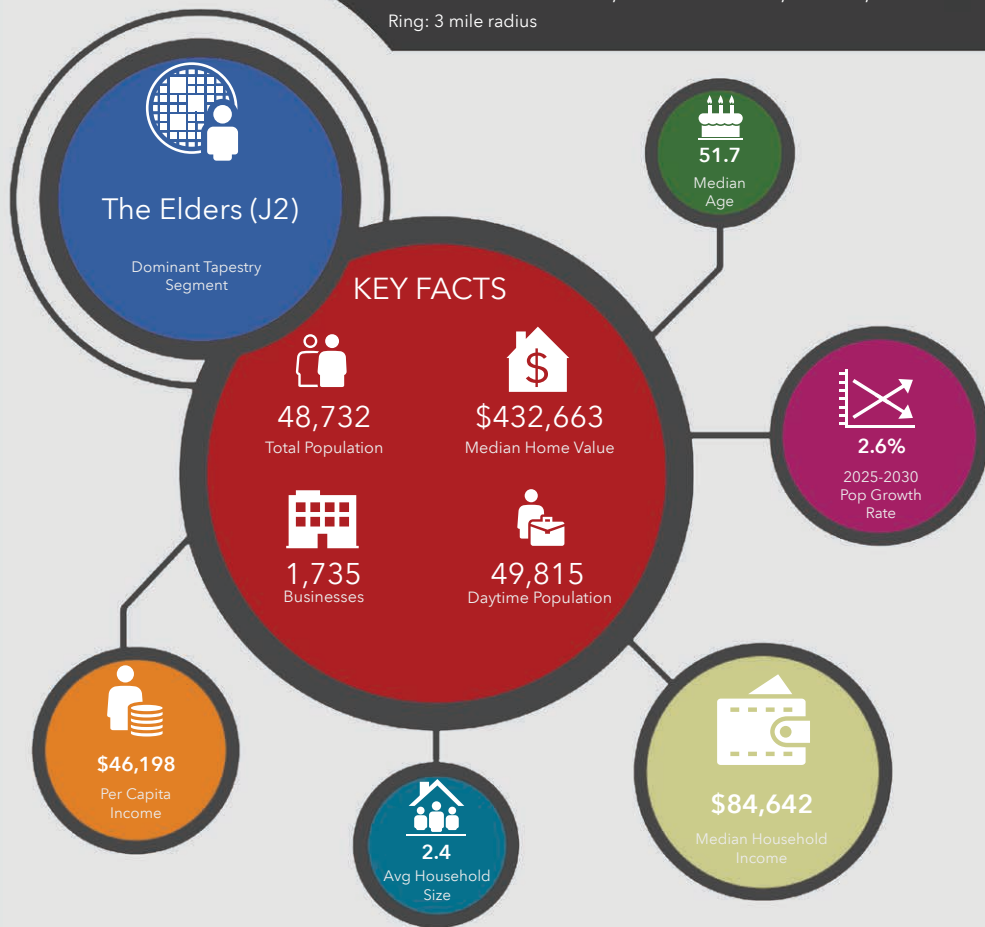 Ring: 3 mile radius
The Elders (J2)
Dominant Tapestry
Segment
51.7
Median
Age
KEY FACTS
48,732
Total Population
$432,663
Median Home Value
1,735
Businesses
49,815
Daytime Population
2.6%
2025-2030
Pop Growth
Rate
$46,198
Per Capita
Income
2.4
Avg Household
Size
$84,642
Median Household
Income